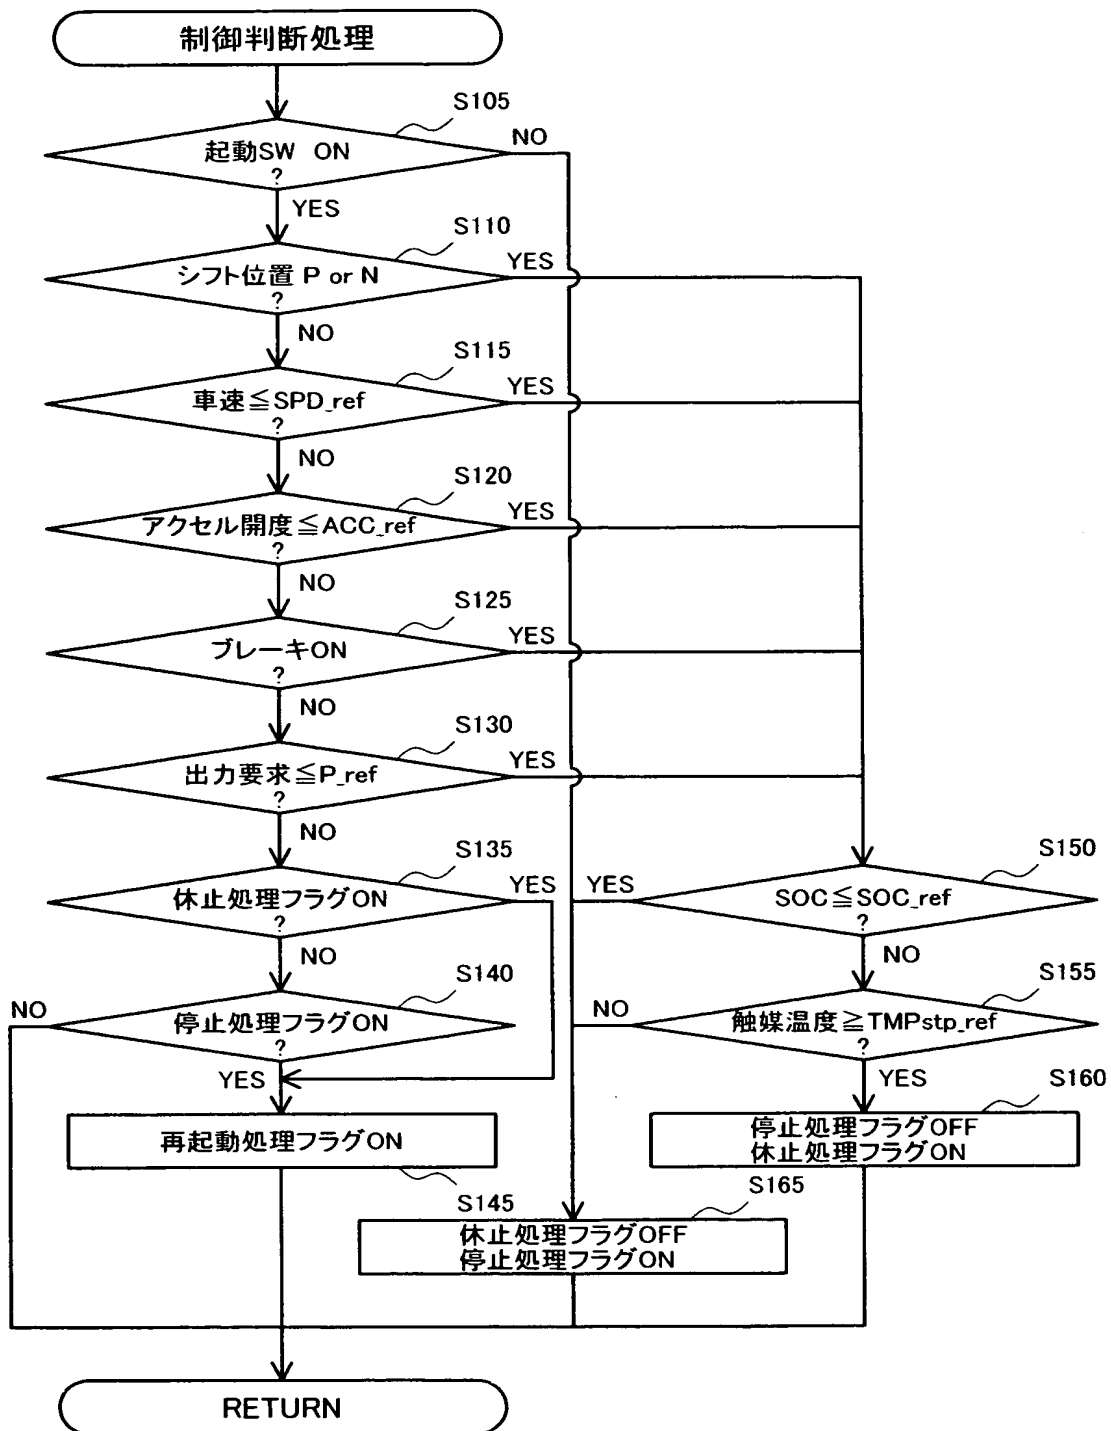 制御判断処理
S105
起動SW ON
?
NO
YES
S110
シフト位置 P or N
?
YES
NO
S115
車速≦SPD_ref
?
YES
NO
S120
アクセル開度≦ACC_ref
?
YES
NO
S125
ブレーキON
?
YES
NO
S130
出力要求≦P_ref
?
YES
NO
S135
休止処理フラグON
?
YES
NO
S150
SOC≦SOC_ref
?
YES
NO
S140
停止処理フラグON
?
NO
YES
S155
触媒温度≧TMPstp_ref
?
NO
YES
S145
再起動処理フラグON
S160
停止処理フラグOFF
休止処理フラグON
S165
休止処理フラグOFF
停止処理フラグON
RETURN